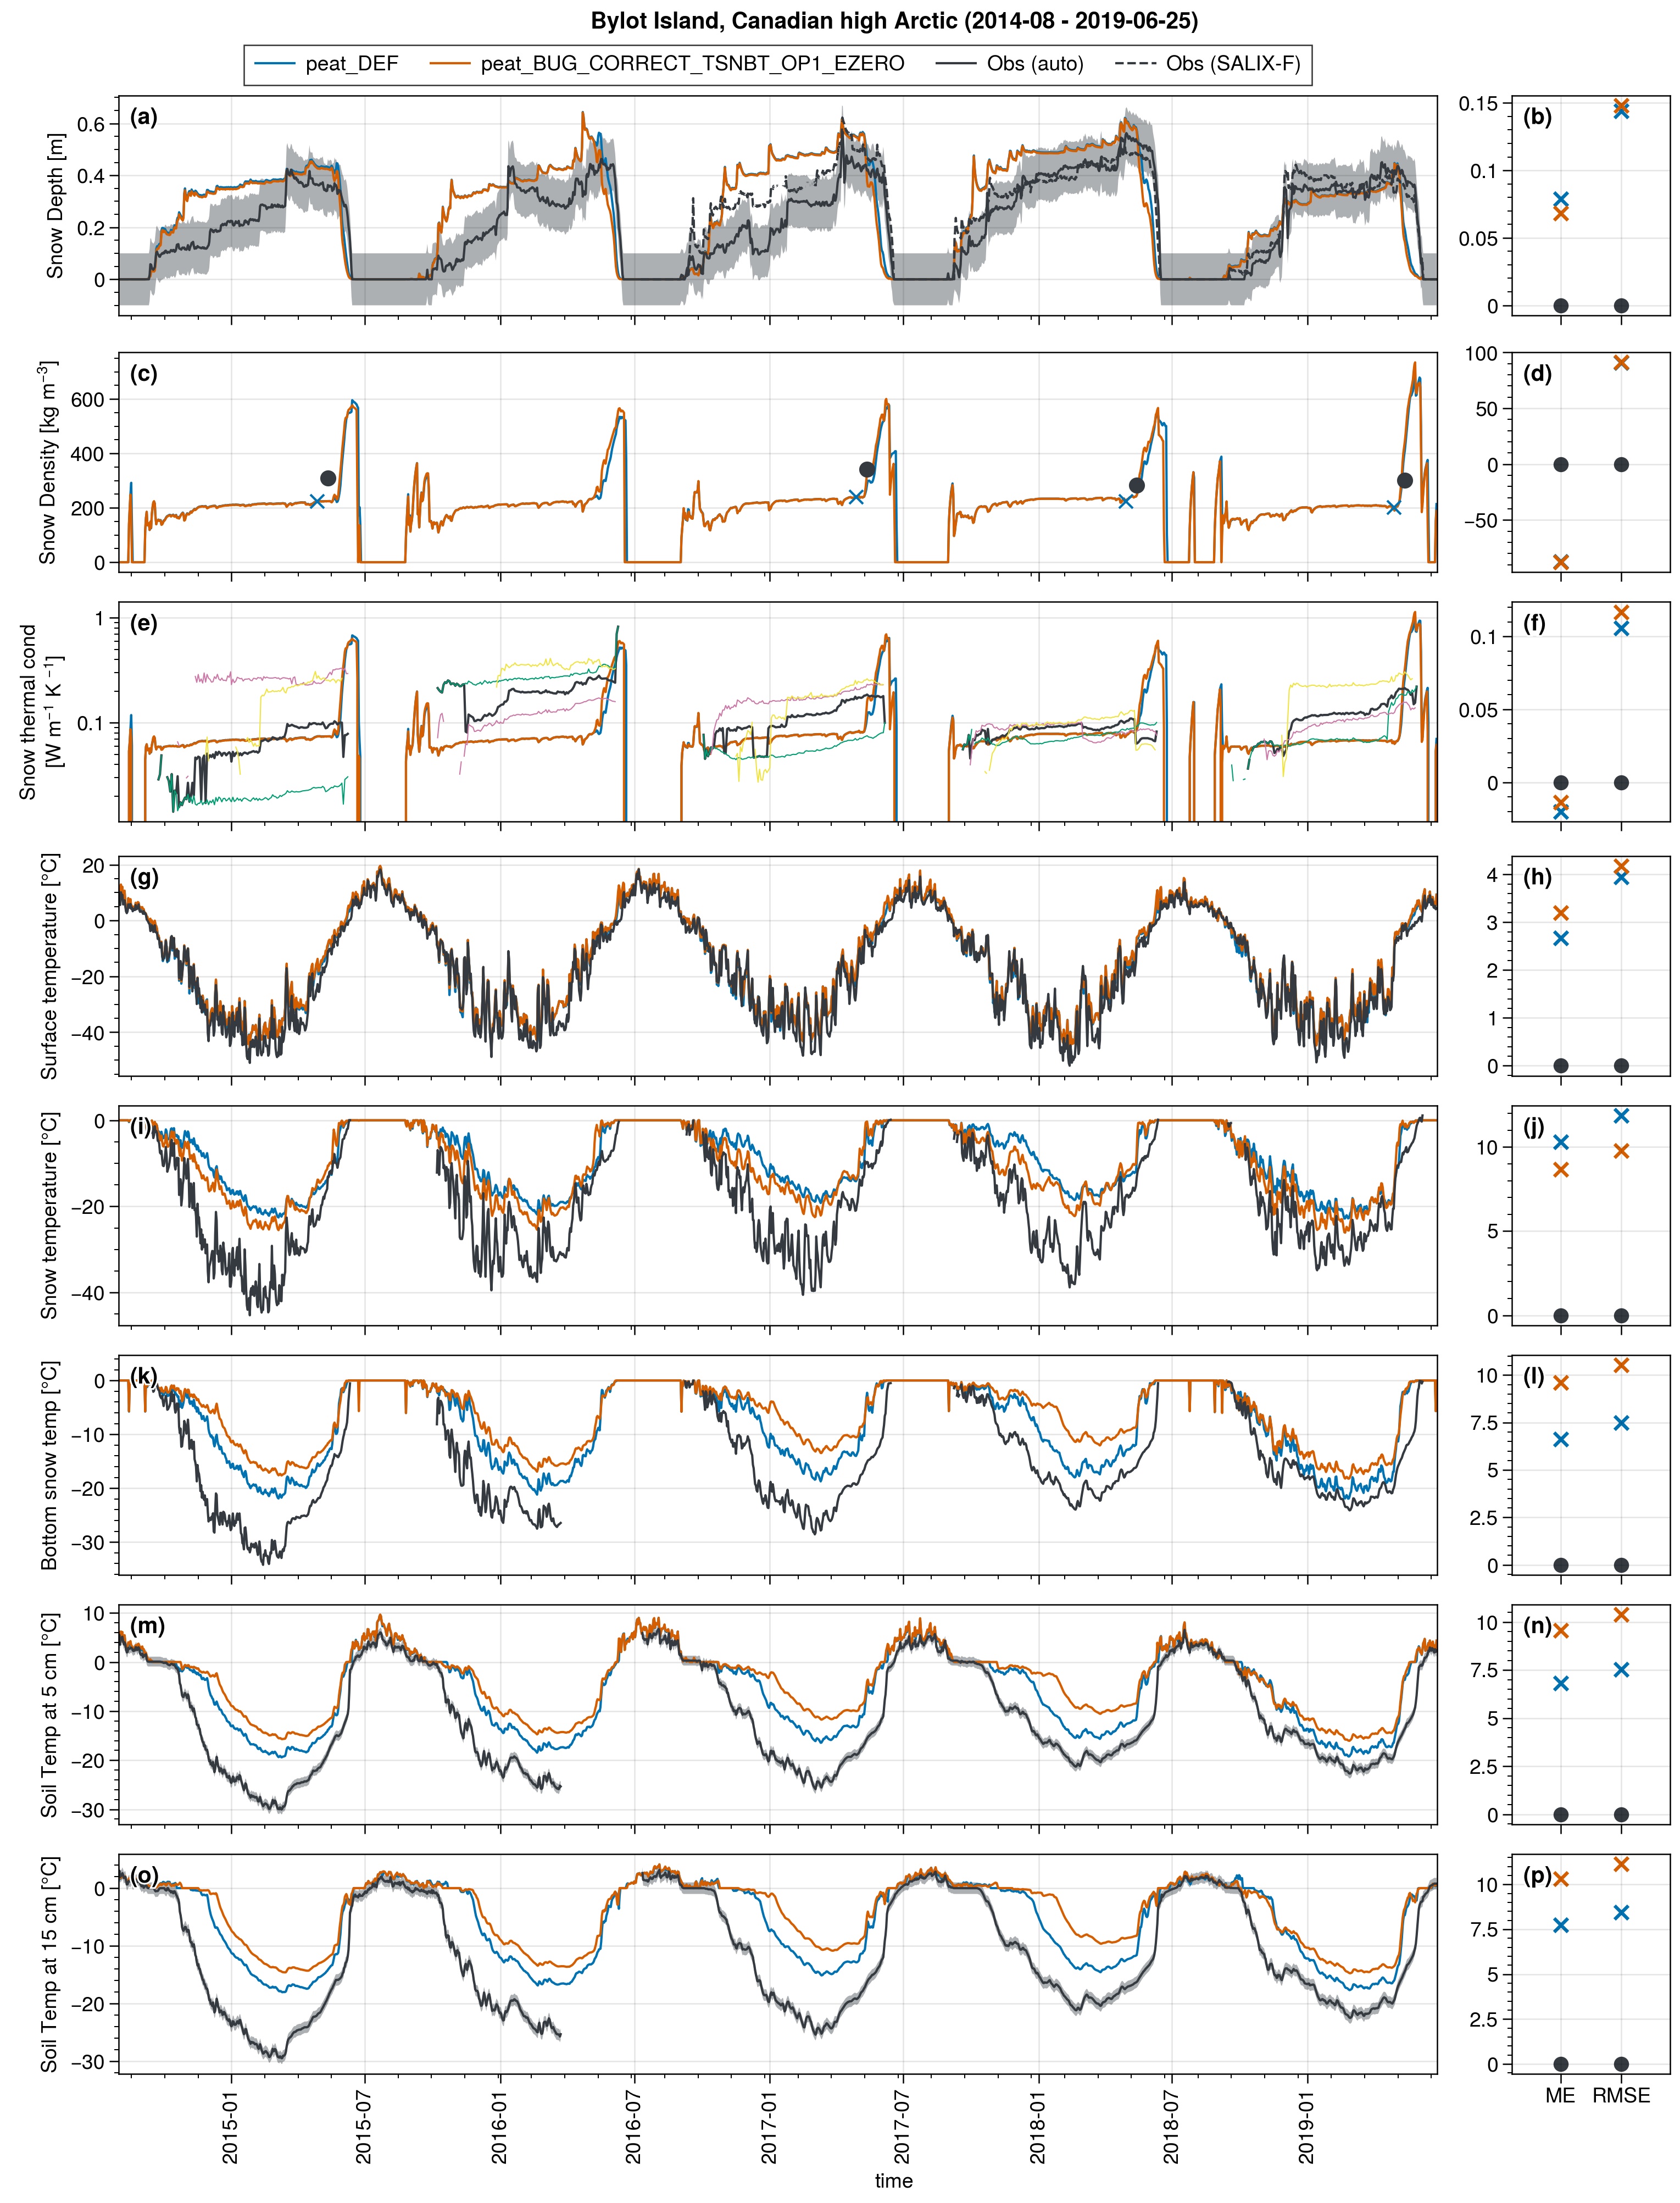 Bylot Island, Canadian high Arctic (2014-08 - 2019-06-25)
peat_DEF peat_BUG_CORRECT_TSNBT_OP1_EZERO Obs (auto) Obs (SALIX-F)
(a)
Snow Depth [m]
0.6
0.4
0.2
0
(b)
0.15
0.1
0.05
0
(c)
Snow Density [kg m⁻³]
600
400
200
0
(d)
100
50
0
−50
(e)
Snow thermal cond
[W m⁻¹ K⁻¹]
1
0.1
(f)
0.1
0.05
0
(g)
Surface temperature [°C]
20
0
−20
−40
(h)
4
3
2
1
0
(i)
Snow temperature [°C]
0
−20
−40
(j)
10
5
0
(k)
Bottom snow temp [°C]
0
−10
−20
−30
(l)
10
7.5
5
2.5
0
(m)
Soil Temp at 5 cm [°C]
10
0
−10
−20
−30
(n)
10
7.5
5
2.5
0
(o)
Soil Temp at 15 cm [°C]
0
−10
−20
−30
(p)
10
7.5
5
2.5
0
2015-01 2015-07 2016-01 2016-07 2017-01 2017-07 2018-01 2018-07 2019-01
time
ME RMSE